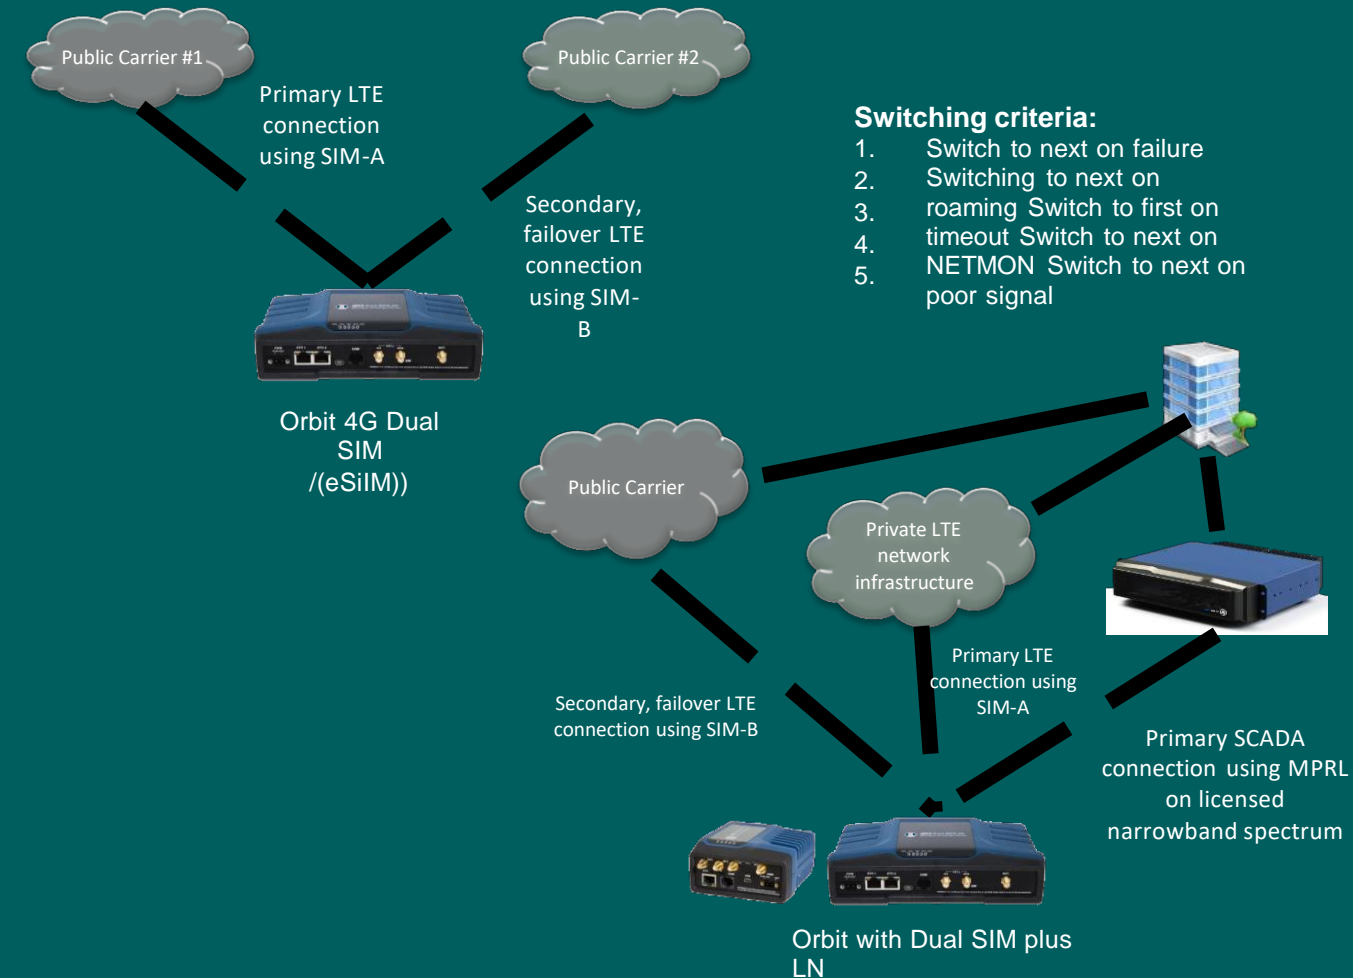 Public Carrier #1
Public Carrier #2
Primary LTE
connection
using SIM-A
Secondary,
failover LTE
connection
using SIM-
B
Switching criteria:
1. Switch to next on failure
2. Switching to next on
3. roaming Switch to first on
4. timeout Switch to next on
5. NETMON Switch to next on
poor signal
Orbit 4G Dual
SIM
/(eSiIM))
Public Carrier
Private LTE
network
infrastructure
Primary LTE
connection using
SIM-A
Secondary, failover LTE
connection using SIM-B
Primary SCADA
connection using MPRL
on licensed
narrowband spectrum
Orbit with Dual SIM plus
LN